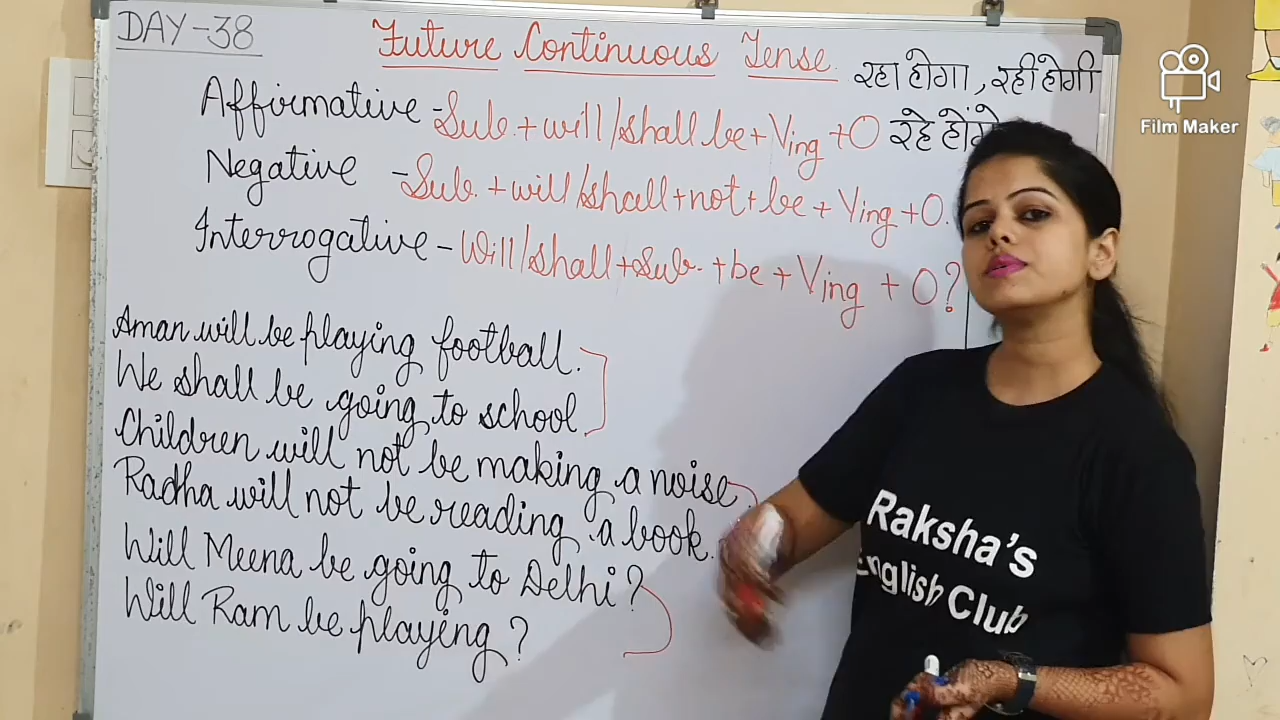 DAY-38
Future Continuous Tense
रहा होगा, रही होगी
Affirmative - Sub. + will/shall be + Ving + O
Negative - Sub. + will/shall + not + be + Ving + O.
Interrogative - Will/shall + Sub. + be + Ving + O?
Aman will be playing football.
We shall be going to school
Children will not be making a noise
Radha will not be reading a book.
Will Meena be going to Delhi?
Will Ram be playing?
रहे
Film Maker
Raksha's
English Club